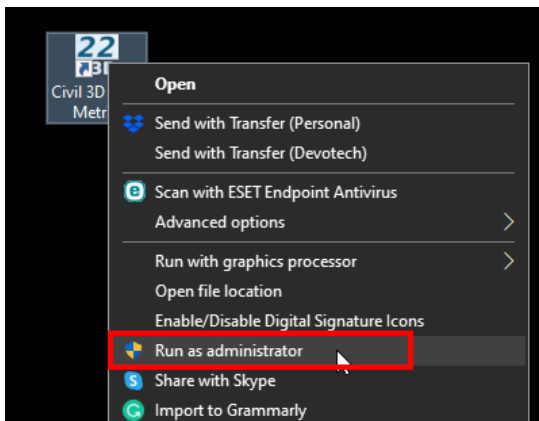 22
3D
Civil 3D
Metr
Open
Send with Transfer (Personal)
Send with Transfer (Devotech)
e
Scan with ESET Endpoint Antivirus
Advanced options
Run with graphics processor
Open file location
Enable/Disable Digital Signature Icons
Run as administrator
S
Share with Skype
G
Import to Grammarly